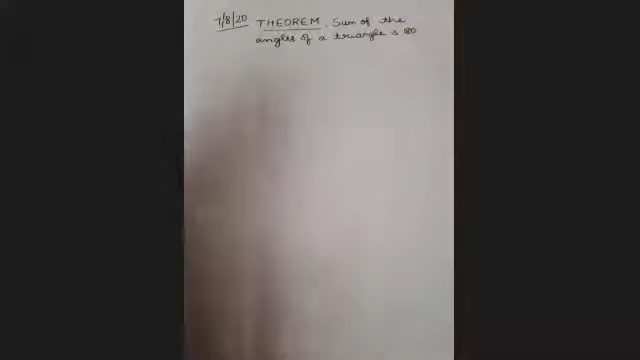 7/8/20 THEOREM. Sum of the
angles of a triangle is 180